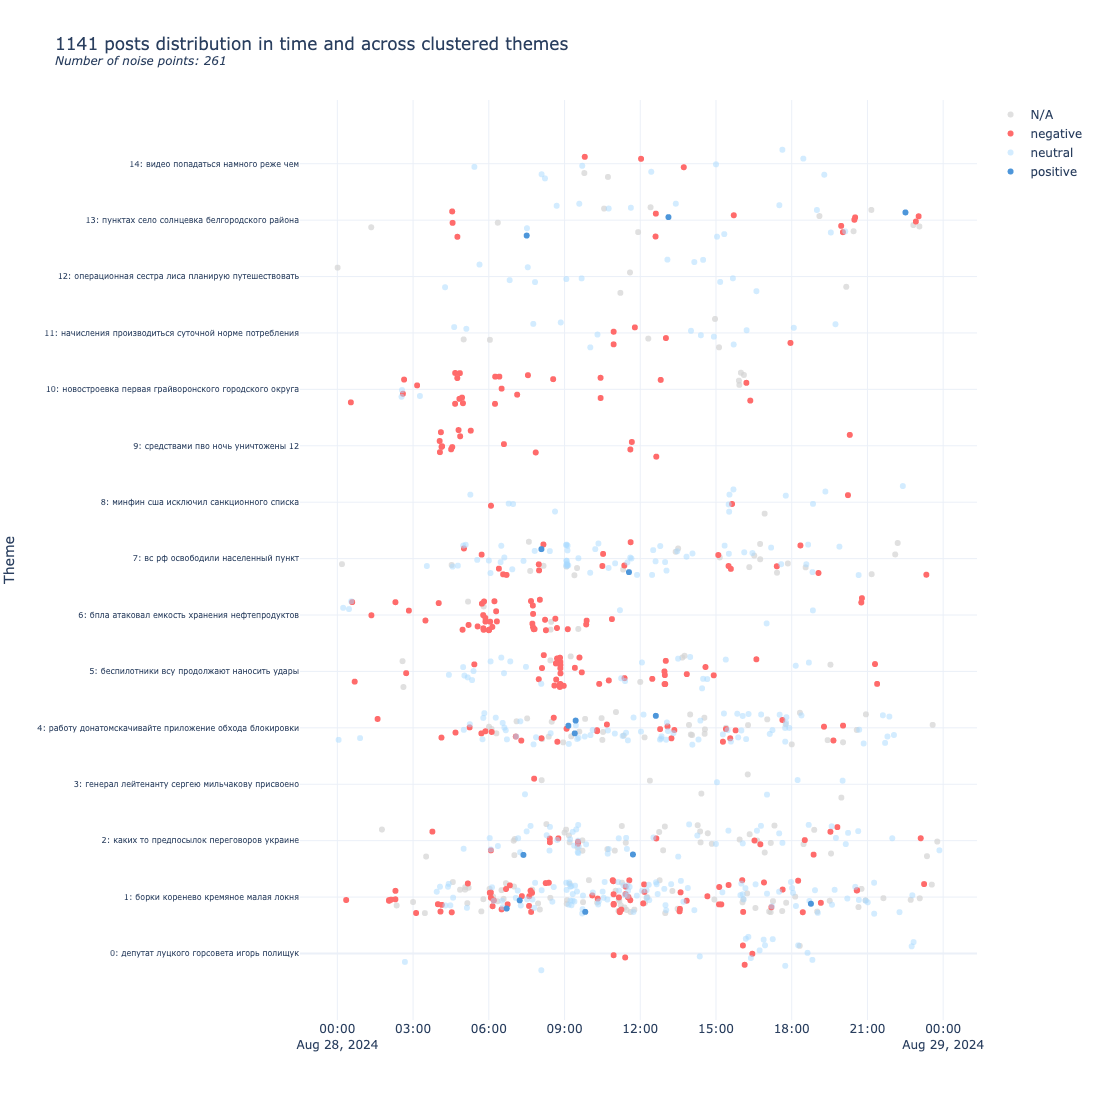 1141 posts distribution in time and across clustered themes
Number of noise points: 261
N/A
negative
neutral
positive
Theme
14: видео попадаться намного реже чем
13: пунктах село солнцевка белгородского района
12: операционная сестра лиса планирую путешествовать
11: начисления производиться суточной норме потребления
10: новостроевка первая грайворонского городского округа
9: средствами пво ночь уничтожены 12
8: минфин сша исключил санкционного списка
7: вс рф освободили населенный пункт
6: бпла атаковал емкость хранения нефтепродуктов
5: беспилотники всу продолжают наносить удары
4: работу донатомскачивайте приложение обхода блокировки
3: генерал лейтенанту сергею мильчакову присвоено
2: каких то предпосылок переговоров украине
1: борки коренево кремяное малая локня
0: депутат луцкого горсовета игорь полищук
00:00 03:00 06:00 09:00 12:00 15:00 18:00 21:00 00:00
Aug 28, 2024 Aug 29, 2024